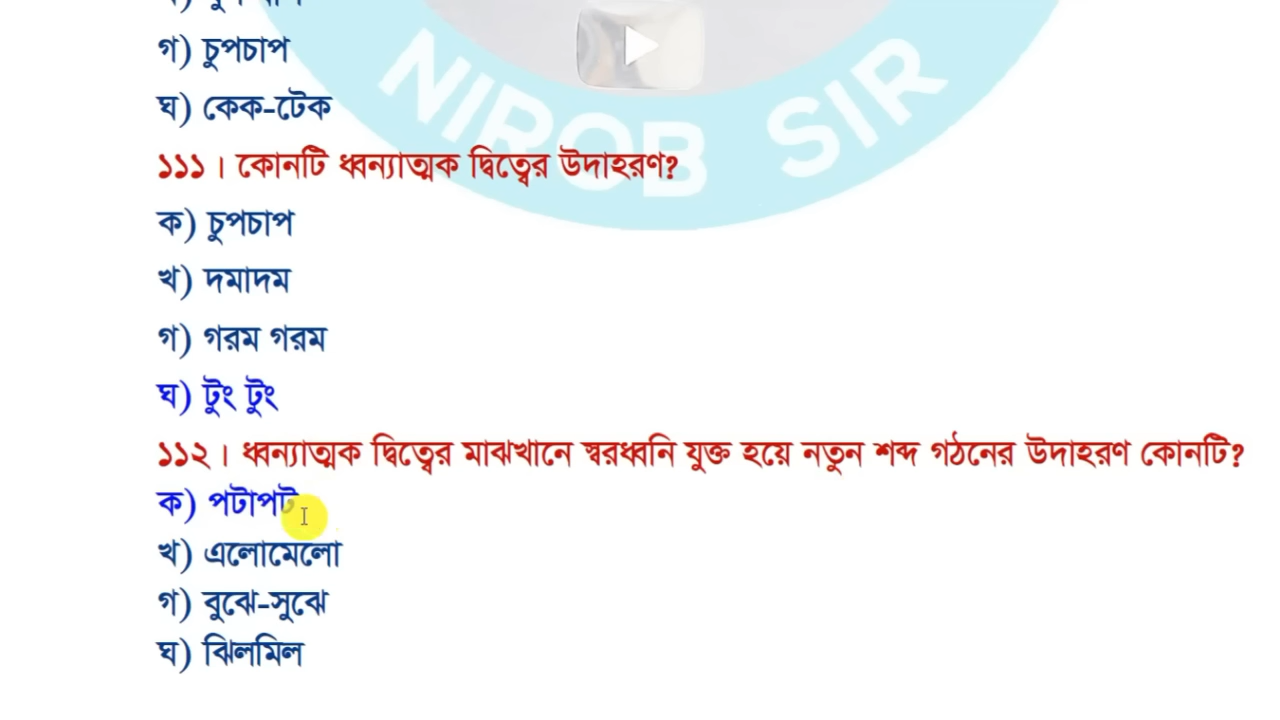 গ) চুপচাপ
ঘ) কেক-টেক
NIROB SIR
১১১। কোনটি ধ্বন্যাত্মক দ্বিত্বের উদাহরণ?
ক) চুপচাপ
খ) দমাদম
গ) গরম গরম
ঘ) টুং টুং
১১২। ধ্বন্যাত্মক দ্বিত্বের মাঝখানে স্বরধ্বনি যুক্ত হয়ে নতুন শব্দ গঠনের উদাহরণ কোনটি?
ক) পটাপট
খ) এলোমেলো
গ) বুঝে-সুঝে
ঘ) ঝিলমিল